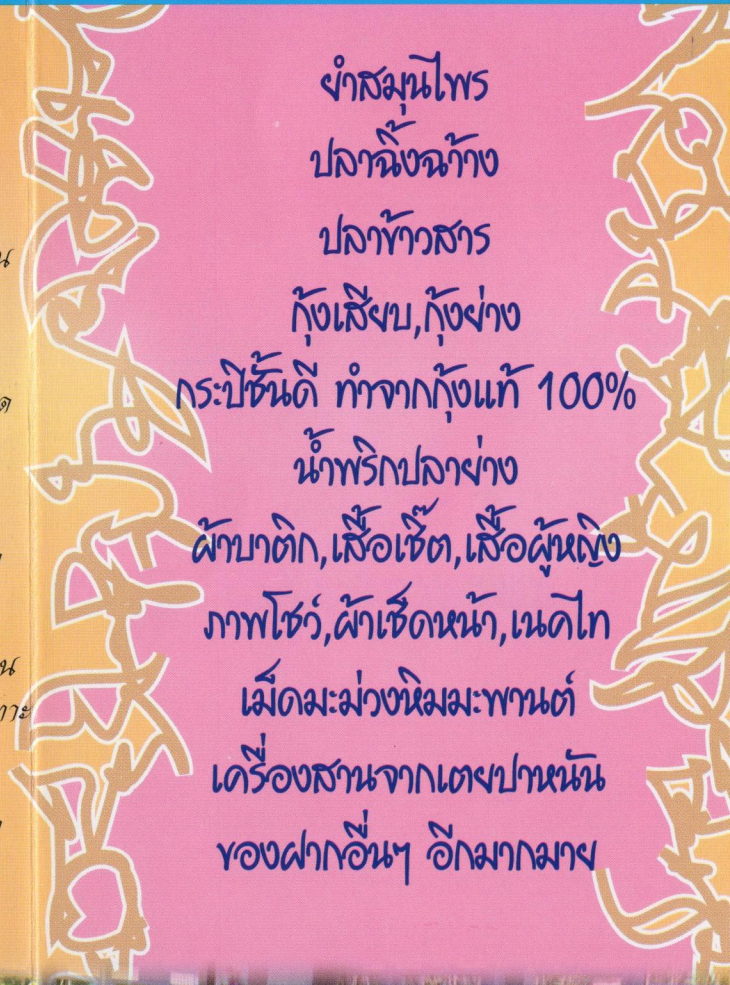 ยำสมุนไพร
ปลาฉิ้งฉ้าง
ปลาข้าวสาร
กุ้งเสียบ,กุ้งย่าง
กระปิชั้นดี ทำจากกุ้งแท้ 100%
น้ำพริกปลาย่าง
ผ้าบาติก,เสื้อเชิ๊ต,เสื้อผู้หญิง
ภาพโชว์,ผ้าเช็ดหน้า,เนคไท
เม็ดมะม่วงหิมมะพานต์
เครื่องสานจากเตยปาหนัน
ของฝากอื่นๆ อีกมากมาย